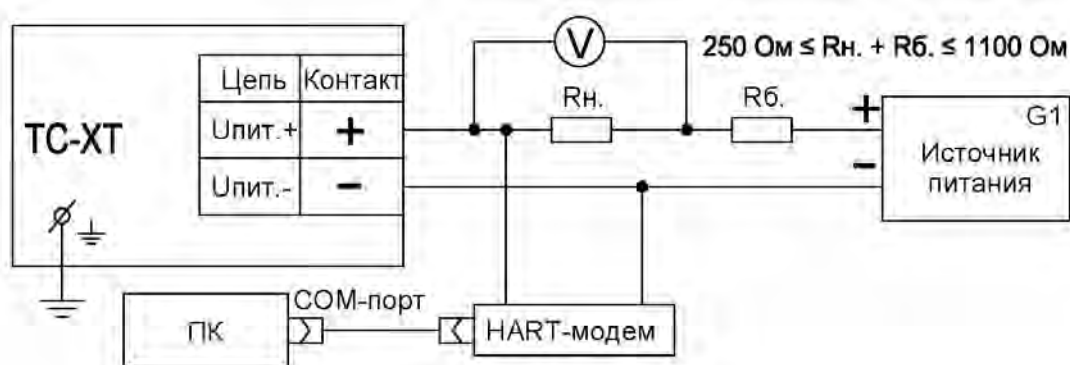 V
250 Ом ≤ Rн. + Rб. ≤ 1100 Ом
Цепь Контакт
Rн.
Rб.
Uпит.+ +
+
G1
ТС-ХТ
Источник
питания
Uпит.- -
-
COM-порт
ПК
HART-модем